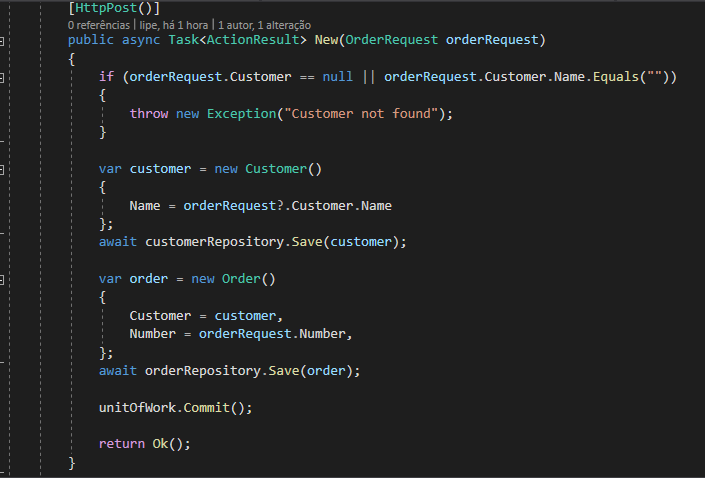 [HttpPost()]
0 referências | lipe, há 1 hora | 1 autor, 1 alteração
public async Task<ActionResult> New(OrderRequest orderRequest)
{
    if (orderRequest.Customer == null || orderRequest.Customer.Name.Equals(""))
    {
        throw new Exception("Customer not found");
    }

    var customer = new Customer()
    {
        Name = orderRequest?.Customer.Name
    };
    await customerRepository.Save(customer);

    var order = new Order()
    {
        Customer = customer,
        Number = orderRequest.Number,
    };
    await orderRepository.Save(order);

    unitOfWork.Commit();

    return Ok();
}